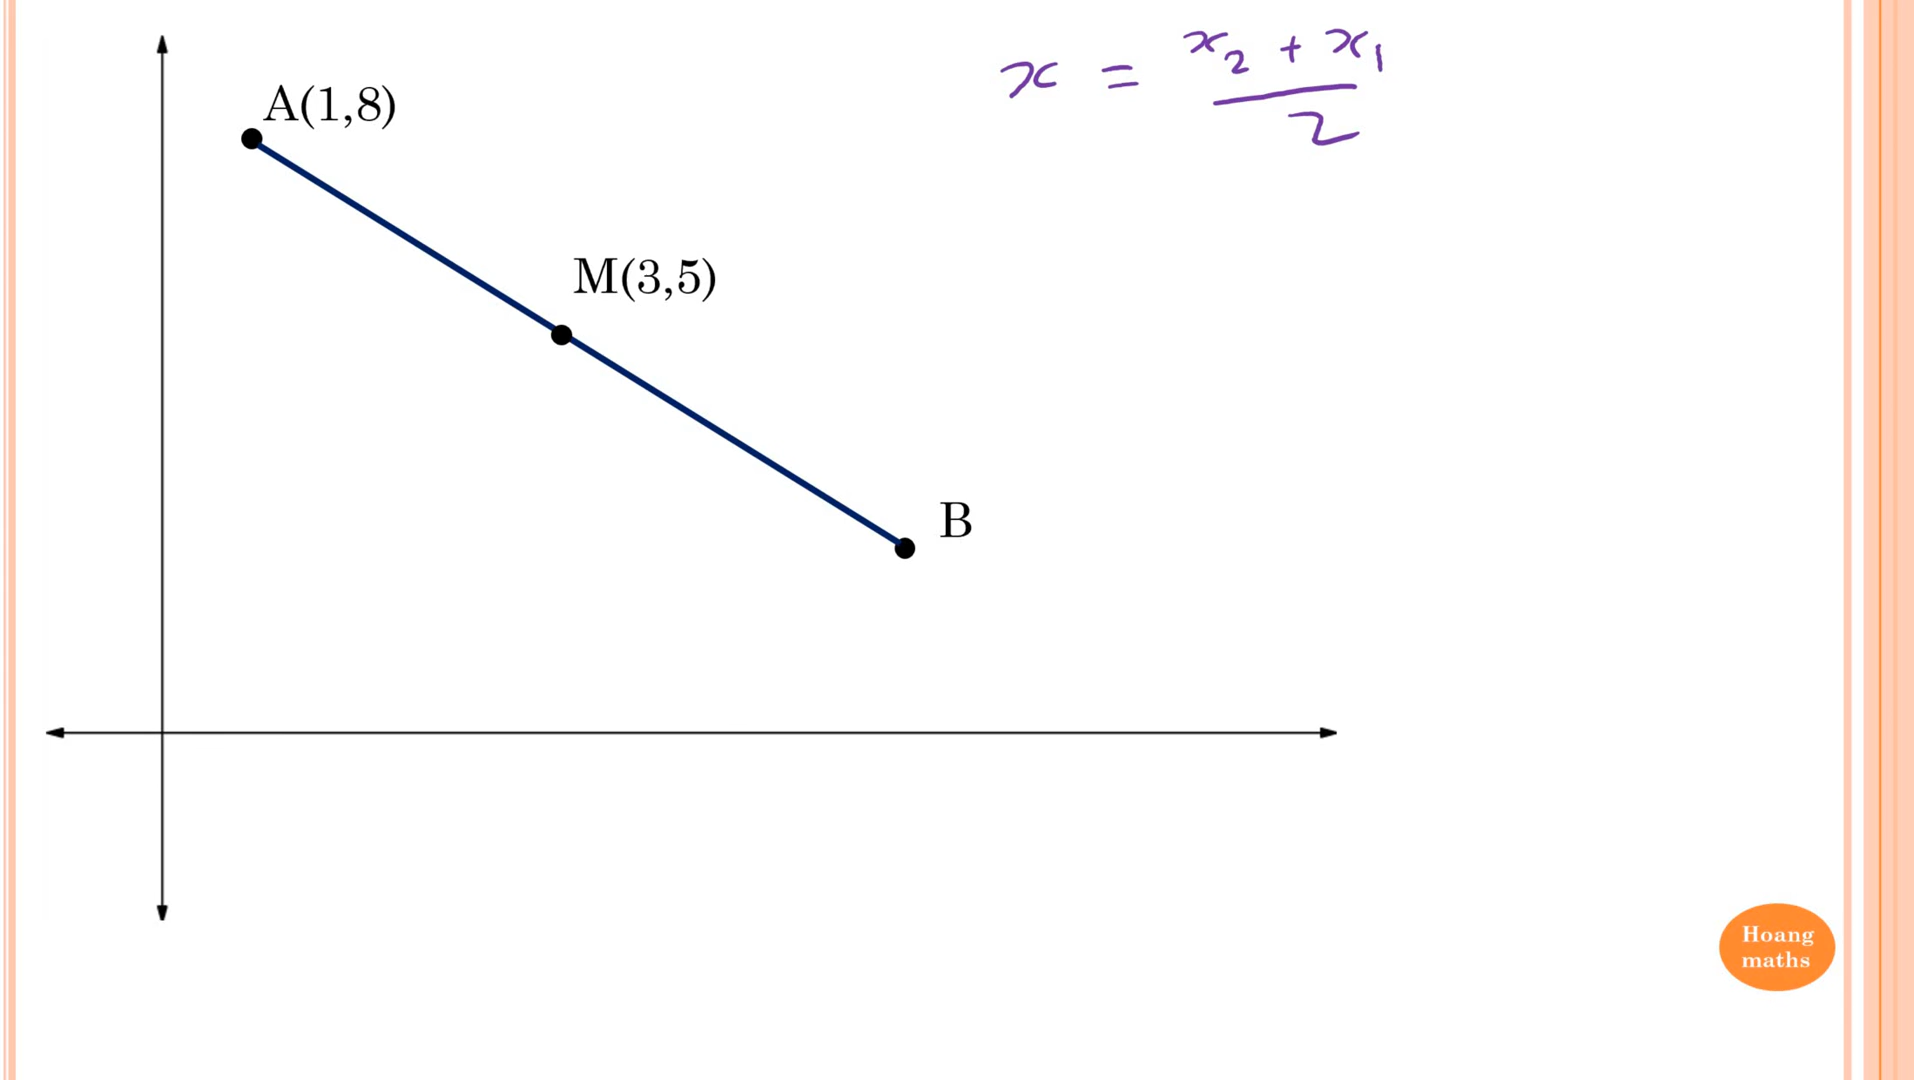 x = x₂ + x₁
2
A(1,8)
M(3,5)
B
Hoang
maths